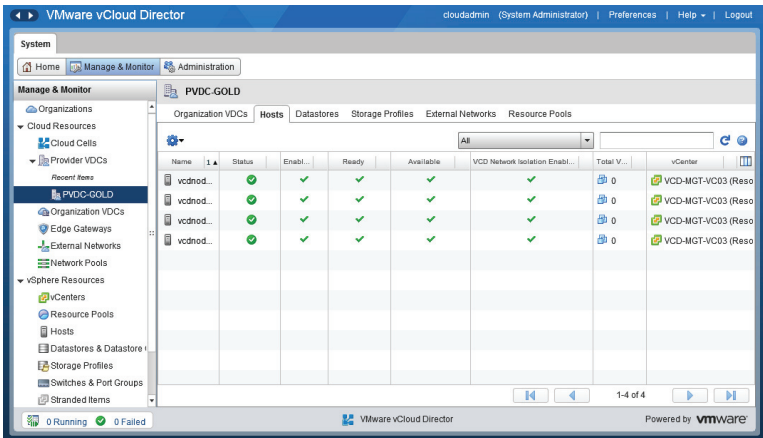 VMware vCloud Director
cloudadmin (System Administrator) | Preferences | Help | Logout
System
Home Manage & Monitor Administration
Manage & Monitor
PVDC-GOLD
Organizations
Cloud Resources
Cloud Cells
Provider VDCs
Recent Items
PVDC-GOLD
Organization VDCs
Edge Gateways
External Networks
Network Pools
vSphere Resources
vCenters
Resource Pools
Hosts
Datastores & Datastore
Storage Profiles
Switches & Port Groups
Stranded Items
Organization VDCs Hosts Datastores Storage Profiles External Networks Resource Pools
All
Name 1 Status Enabl... Ready Available VCD Network Isolation Enabl... Total V... vCenter
vcdnod... 0 VCD-MGT-VC03 (Reso
vcdnod... 0 VCD-MGT-VC03 (Reso
vcdnod... 0 VCD-MGT-VC03 (Reso
vcdnod... 0 VCD-MGT-VC03 (Reso
1-4 of 4
0 Running 0 Failed
VMware vCloud Director
Powered by vmware